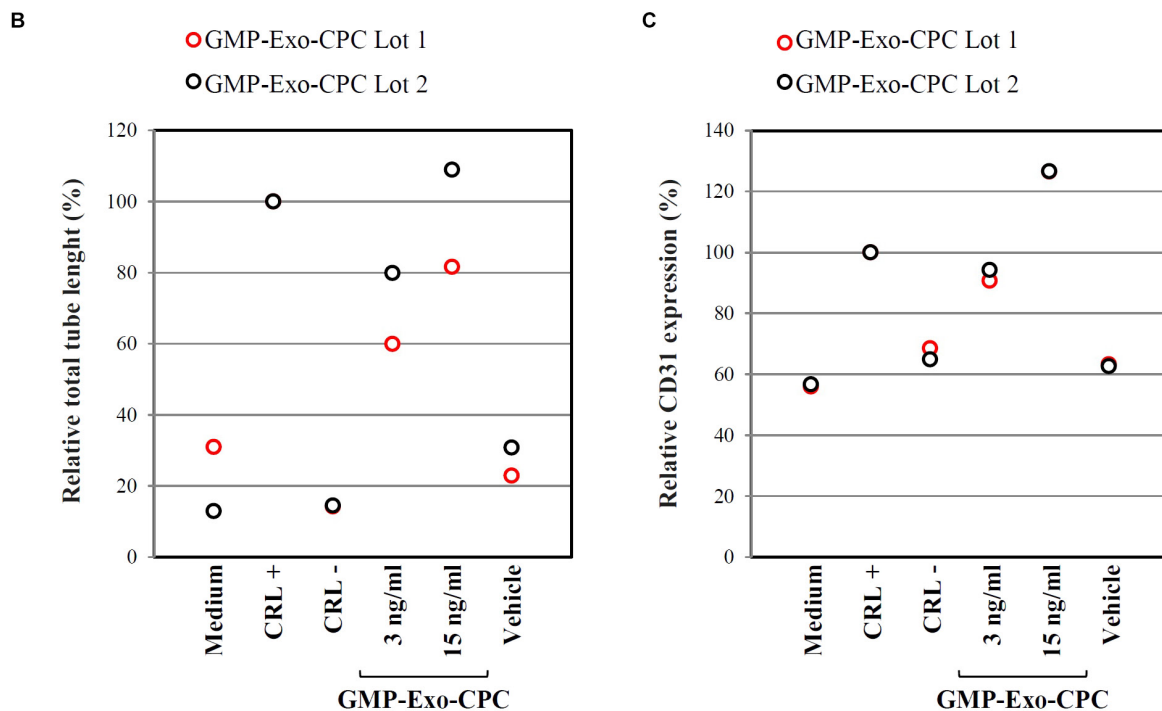 B
GMP-Exo-CPC Lot 1
GMP-Exo-CPC Lot 2
Relative total tube lenght (%)
120
100
80
60
40
20
0
Medium
CRL +
CRL -
3 ng/ml
15 ng/ml
Vehicle
GMP-Exo-CPC
C
GMP-Exo-CPC Lot 1
GMP-Exo-CPC Lot 2
Relative CD31 expression (%)
140
120
100
80
60
40
20
0
Medium
CRL +
CRL -
3 ng/ml
15 ng/ml
Vehicle
GMP-Exo-CPC